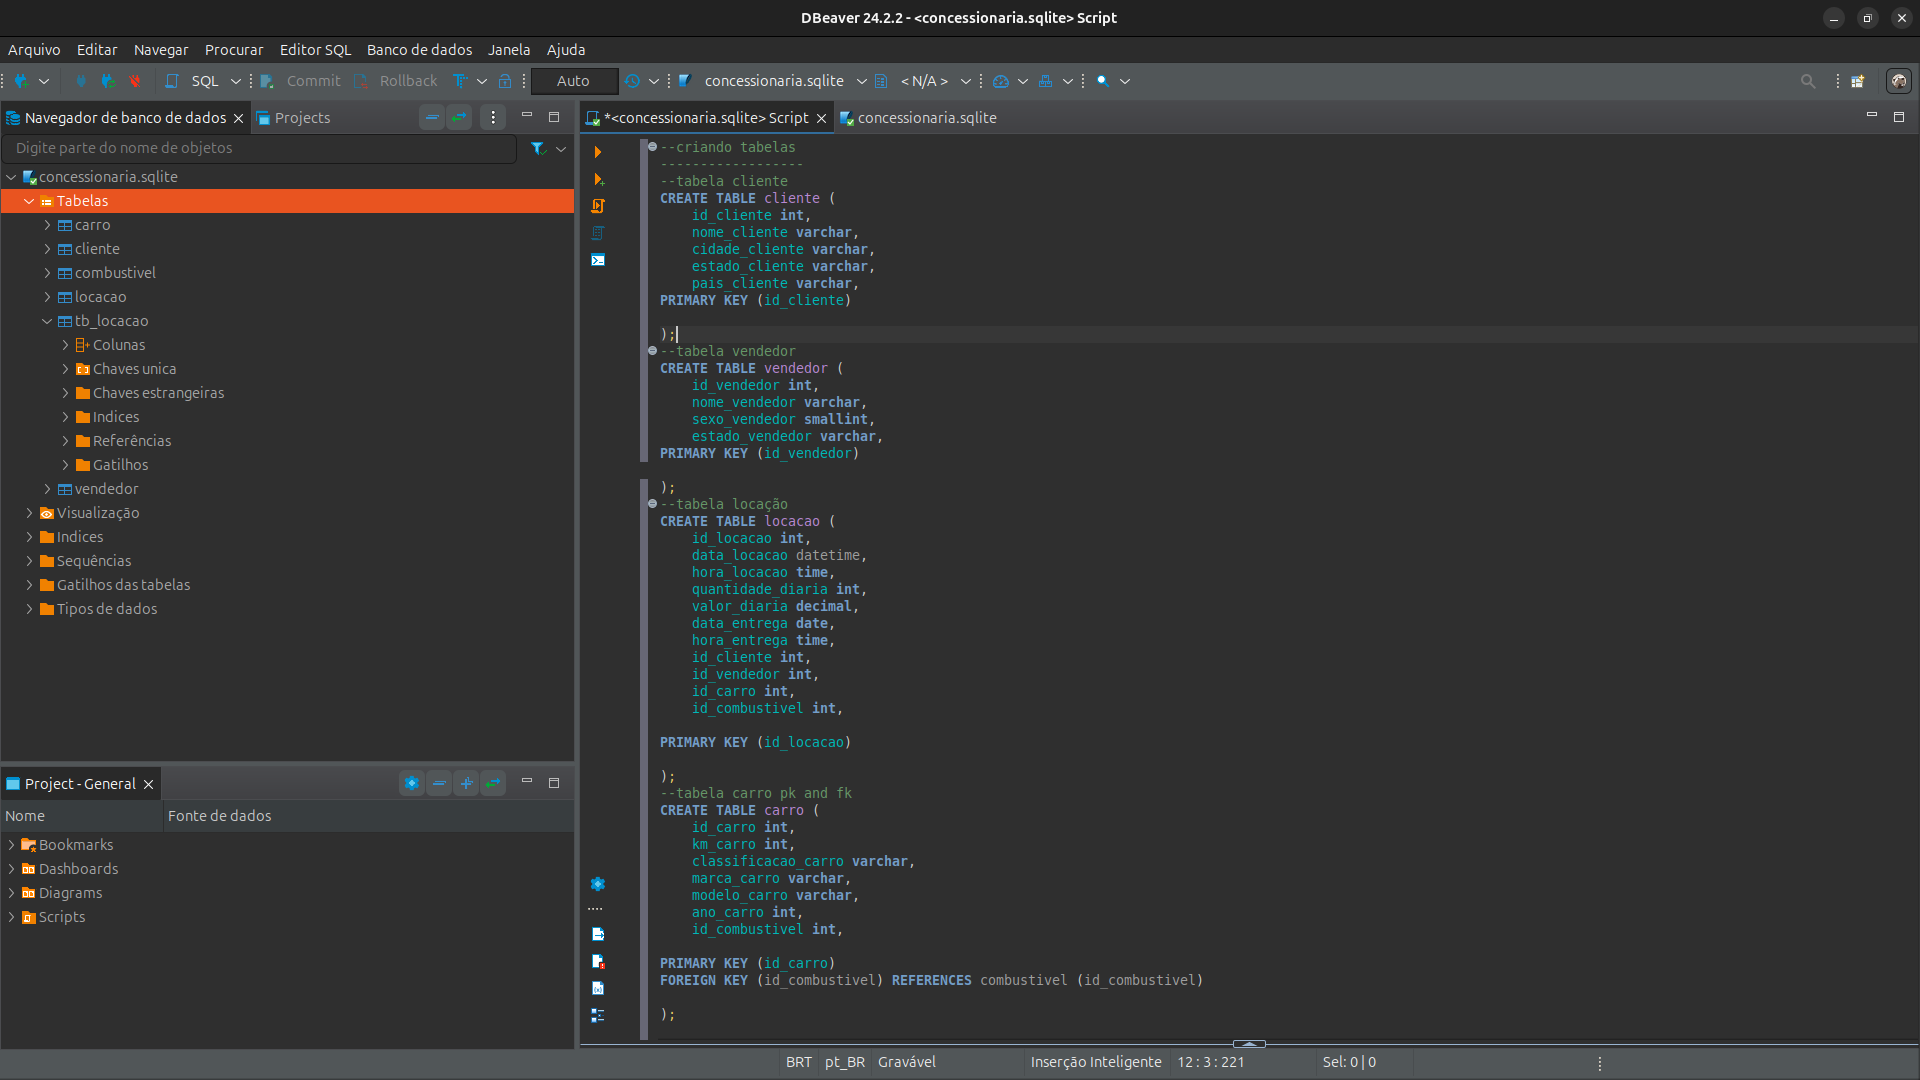 DBeaver 24.2.2 - <concessionaria.sqlite> Script
Arquivo Editar Navegar Procurar Editor SQL Banco de dados Janela Ajuda
SQL Commit Rollback Auto concessionaria.sqlite < N/A >
Navegador de banco de dados Projects
Digite parte do nome de objetos
concessionaria.sqlite
Tabelas
carro
cliente
combustivel
locacao
tb_locacao
Colunas
Chaves unica
Chaves estrangeiras
Indices
Referências
Gatilhos
vendedor
Visualização
Indices
Sequências
Gatilhos das tabelas
Tipos de dados
Project - General
Nome Fonte de dados
Bookmarks
Dashboards
Diagrams
Scripts
*<concessionaria.sqlite> Script concessionaria.sqlite
--criando tabelas
------------------
--tabela cliente
CREATE TABLE cliente (
id_cliente int,
nome_cliente varchar,
cidade_cliente varchar,
estado_cliente varchar,
pais_cliente varchar,
PRIMARY KEY (id_cliente)
);
--tabela vendedor
CREATE TABLE vendedor (
id_vendedor int,
nome_vendedor varchar,
sexo_vendedor smallint,
estado_vendedor varchar,
PRIMARY KEY (id_vendedor)
);
--tabela locação
CREATE TABLE locacao (
id_locacao int,
data_locacao datetime,
hora_locacao time,
quantidade_diaria int,
valor_diaria decimal,
data_entrega date,
hora_entrega time,
id_cliente int,
id_vendedor int,
id_carro int,
id_combustivel int,
PRIMARY KEY (id_locacao)
);
--tabela carro pk and fk
CREATE TABLE carro (
id_carro int,
km_carro int,
classificacao_carro varchar,
marca_carro varchar,
modelo_carro varchar,
ano_carro int,
id_combustivel int,
PRIMARY KEY (id_carro)
FOREIGN KEY (id_combustivel) REFERENCES combustivel (id_combustivel)
);
BRT pt_BR Gravável Inserção Inteligente 12 : 3 : 221 Sel: 0 | 0